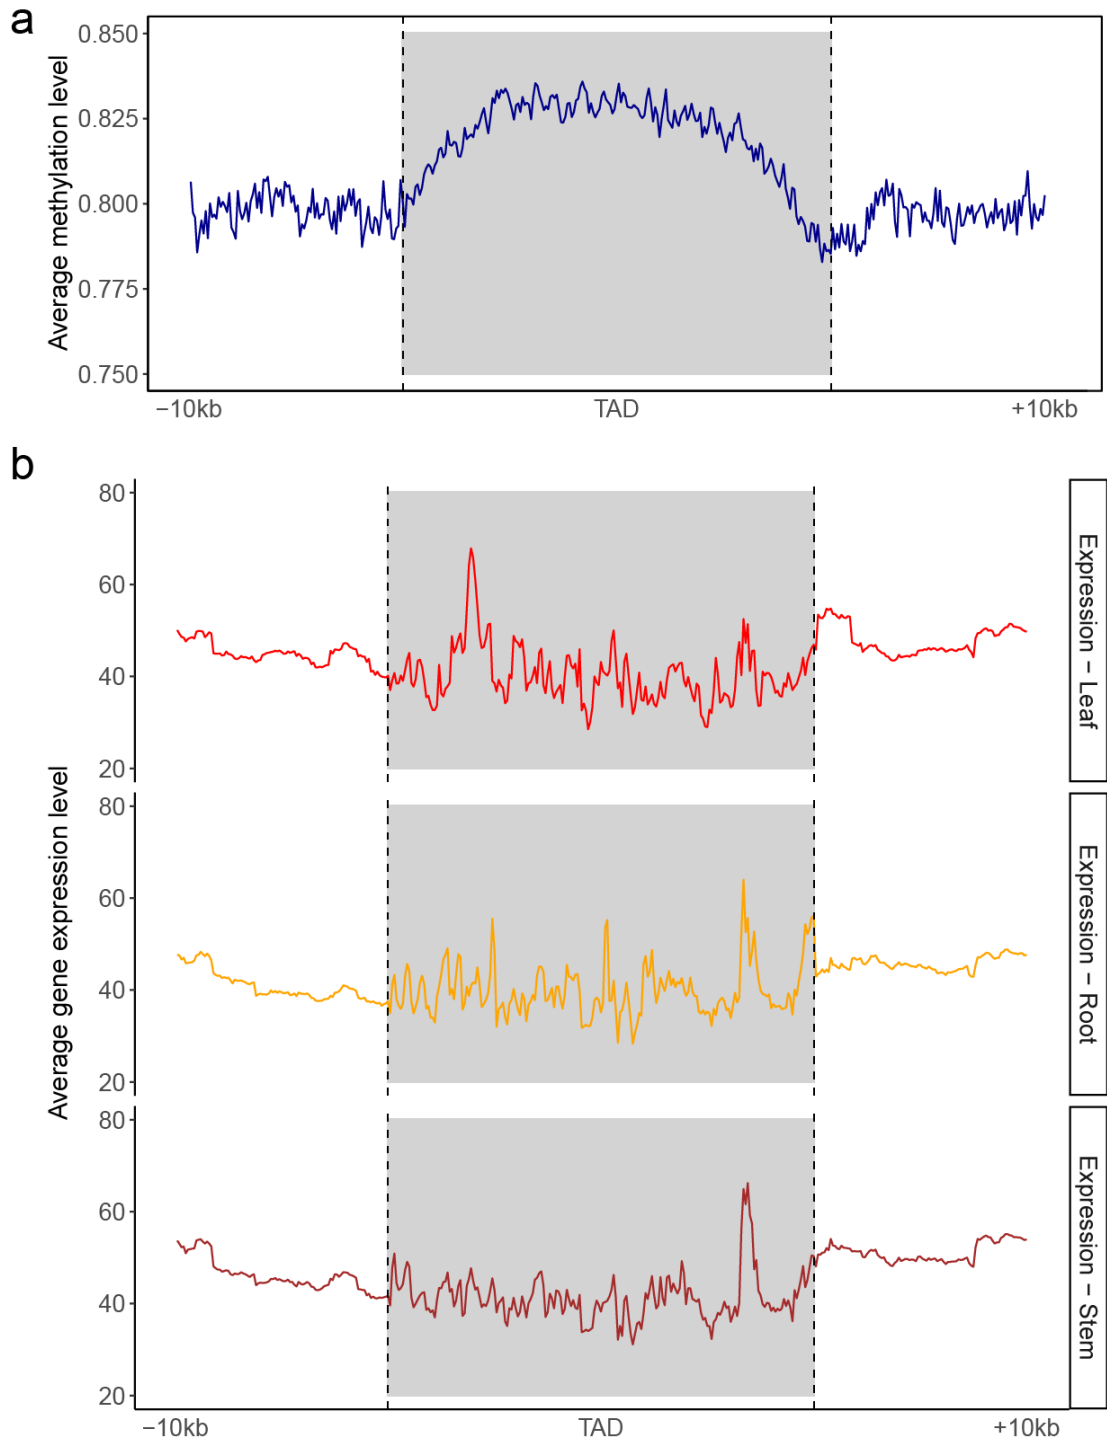 a
Average methylation level
0.850
0.825
0.800
0.775
0.750
−10kb
TAD
+10kb
b
Average gene expression level
80
60
40
20
Expression − Leaf
80
60
40
20
Expression − Root
80
60
40
20
Expression − Stem
−10kb
TAD
+10kb